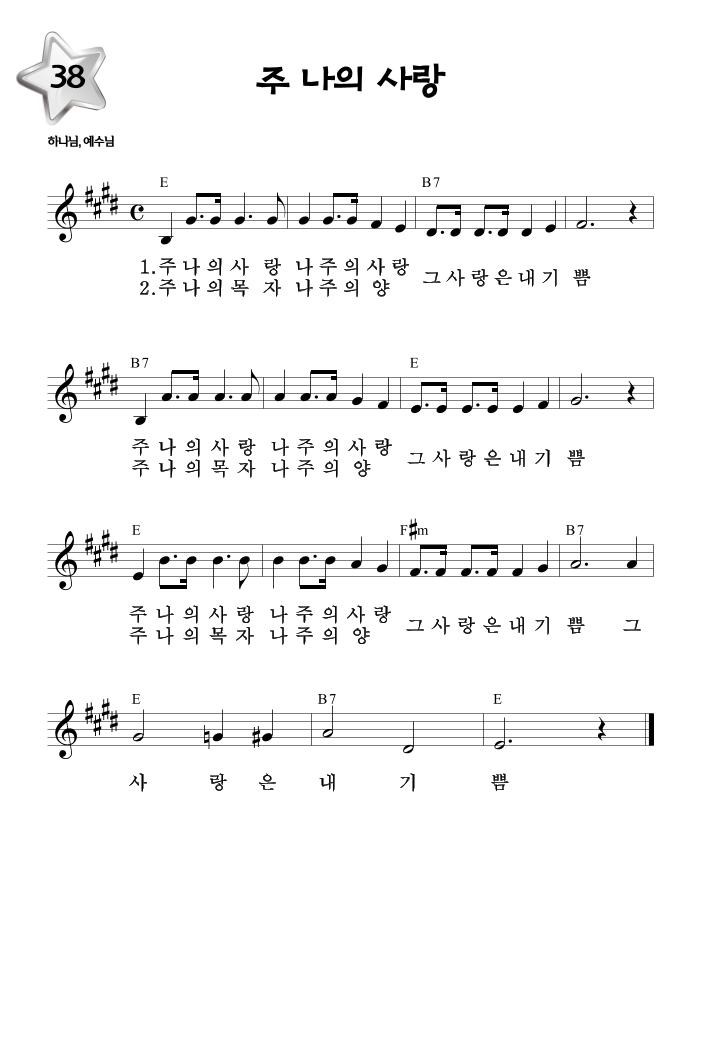 38
주 나의 사랑
하나님, 예수님
E B7
1.주 나 의 사 랑 나 주 의 사 랑 그 사 랑 은 내 기 쁨
2.주 나 의 목 자 나 주 의 양
B7 E
주 나 의 사 랑 나 주 의 사 랑 그 사 랑 은 내 기 쁨
주 나 의 목 자 나 주 의 양
E F#m B7
주 나 의 사 랑 나 주 의 사 랑 그 사 랑 은 내 기 쁨 그
주 나 의 목 자 나 주 의 양
E B7 E
사 랑 은 내 기 쁨